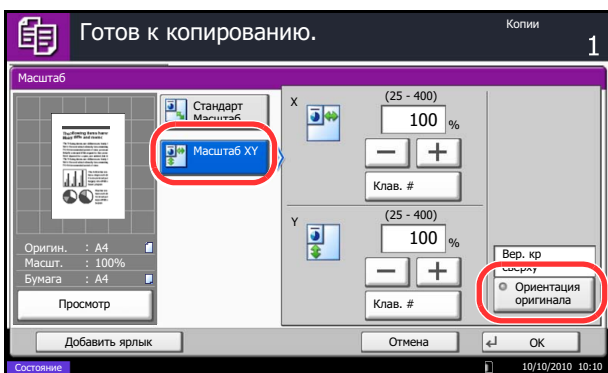 Готов к копированию.
Копии
1
Масштаб
Стандарт
Масштаб
Масштаб XY
X
(25 - 400)
100 %
Клав. #
Y
(25 - 400)
100 %
Клав. #
Оригин. : A4
Масшт. : 100%
Бумага : A4
Просмотр
Вер. кр
сверху
Ориентация
оригинала
Добавить ярлык
Отмена
OK
Состояние
10/10/2010 10:10